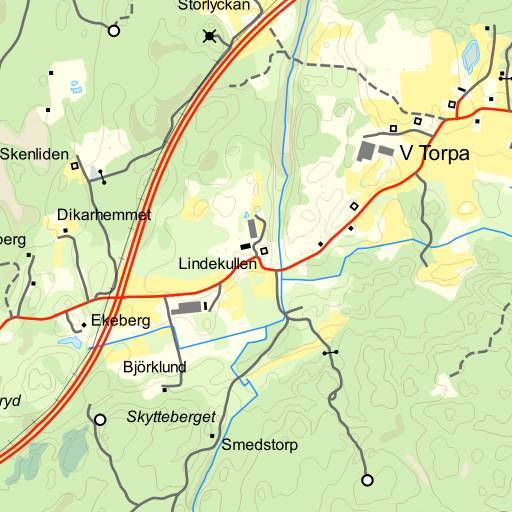 Storlyckan
V Torpa
Skenliden
Dikarhemmet
berg
Lindekullen
Ekeberg
Björklund
ryd
Skytteberget
Smedstorp